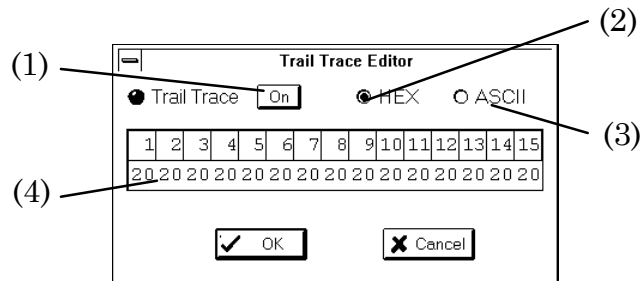 (2)
(1)
Trail Trace Editor
Trail Trace On HEX ASCII
(3)
1 2 3 4 5 6 7 8 9 10 11 12 13 14 15
20 20 20 20 20 20 20 20 20 20 20 20 20 20 20
(4)
OK Cancel